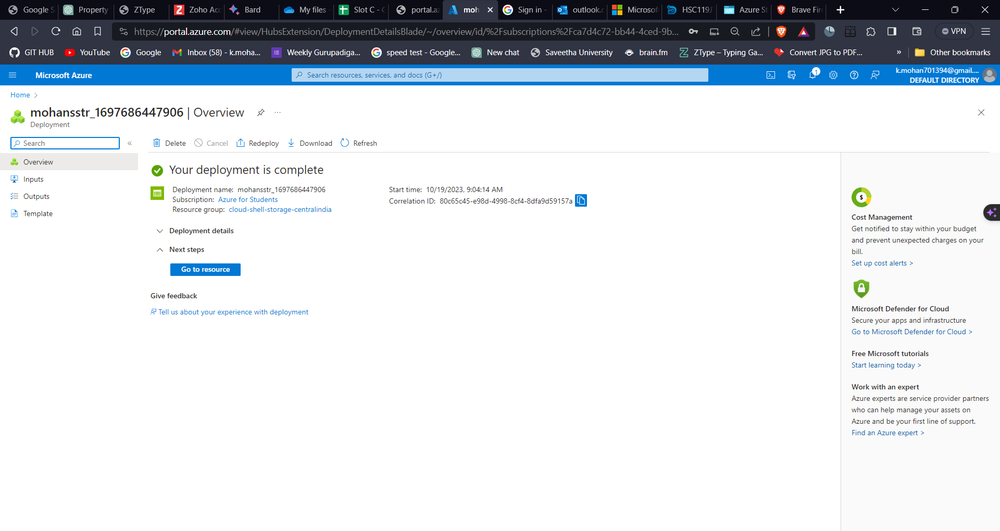 Google S
Property
ZType
Zoho Acc
Bard
My files -
Slot C - G
portal.az
moh
Sign in -
outlook.c
Microsof
HSC119J
Azure St
Brave Fir
https://portal.azure.com/#view/HubsExtension/DeploymentDetailsBlade/~/overview/id/%2Fsubscriptions%2Fca7d4c72-bb44-4ced-9b...
VPN
GIT HUB
YouTube
Google
Inbox (58) - k.moha...
Weekly Gurupadiga...
speed test - Google...
New chat
Saveetha University
brain.fm
ZType – Typing Ga...
Convert JPG to PDF...
»
Other bookmarks
Microsoft Azure
Search resources, services, and docs (G+/)
1
k.mohan701394@gmail....
DEFAULT DIRECTORY
Home >
mohansstr_1697686447906 | Overview
...
Deployment
Search
«
Delete
Cancel
Redeploy
Download
Refresh
Overview
Inputs
Outputs
Template
Your deployment is complete
Deployment name: mohansstr_1697686447906
Subscription: Azure for Students
Resource group: cloud-shell-storage-centralindia
Start time: 10/19/2023, 9:04:14 AM
Correlation ID: 80c65c45-e98d-4998-8cf4-8dfa9d59157a
Deployment details
Next steps
Go to resource
Give feedback
Tell us about your experience with deployment
Cost Management
Get notified to stay within your budget
and prevent unexpected charges on your
bill.
Set up cost alerts >
Microsoft Defender for Cloud
Secure your apps and infrastructure
Go to Microsoft Defender for Cloud >
Free Microsoft tutorials
Start learning today >
Work with an expert
Azure experts are service provider partners
who can help manage your assets on
Azure and be your first line of support.
Find an Azure expert >